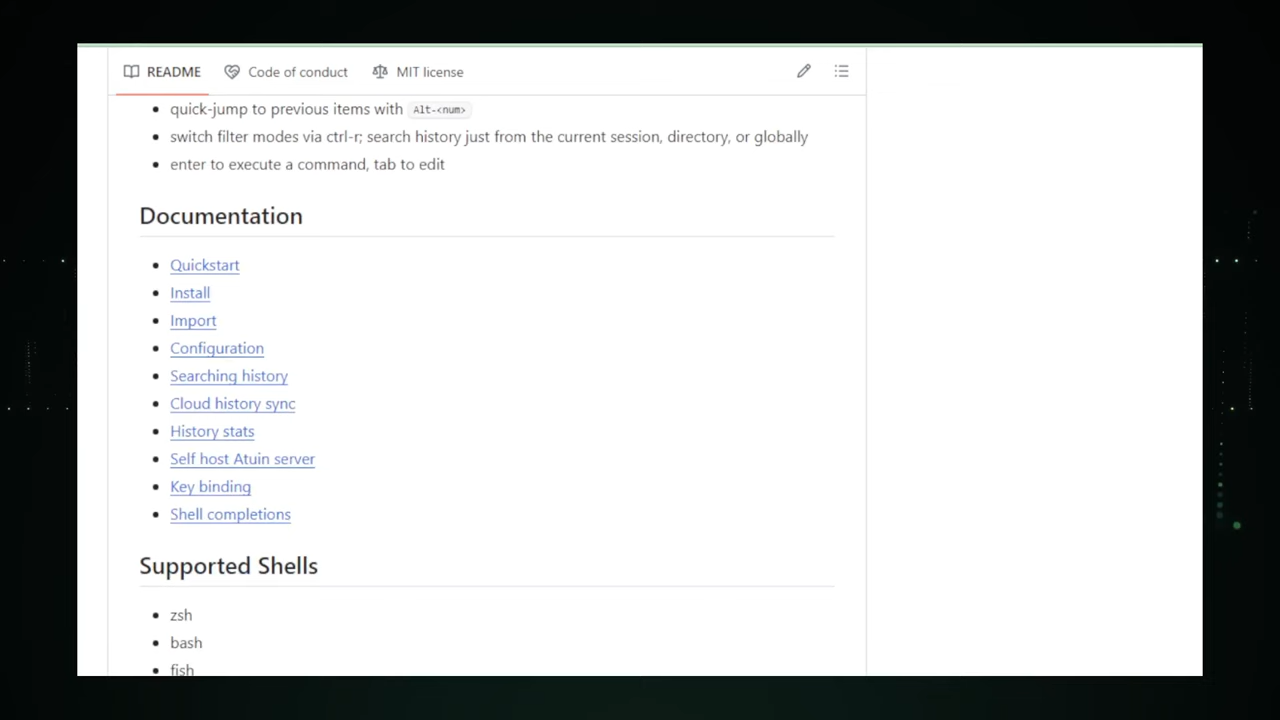 README Code of conduct MIT license
quick-jump to previous items with Alt-<num>
switch filter modes via ctrl-r; search history just from the current session, directory, or globally
enter to execute a command, tab to edit
Documentation
Quickstart
Install
Import
Configuration
Searching history
Cloud history sync
History stats
Self host Atuin server
Key binding
Shell completions
Supported Shells
zsh
bash
fish